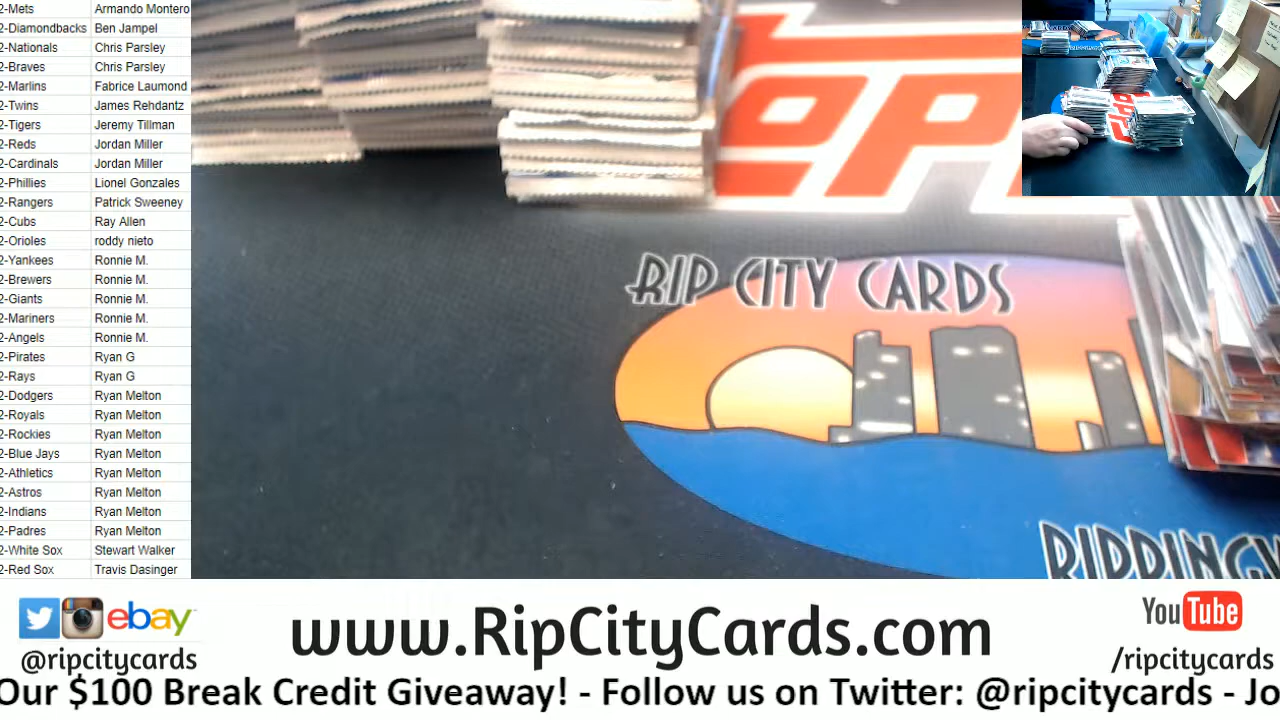 2-Mets Armando Montero
2-Diamondbacks Ben Jampel
2-Nationals Chris Parsley
2-Braves Chris Parsley
2-Marlins Fabrice Laumond
2-Twins James Rehdantz
2-Tigers Jeremy Tillman
2-Reds Jordan Miller
2-Cardinals Jordan Miller
2-Phillies Lionel Gonzales
2-Rangers Patrick Sweeney
2-Cubs Ray Allen
2-Orioles roddy nieto
2-Yankees Ronnie M.
2-Brewers Ronnie M.
2-Giants Ronnie M.
2-Mariners Ronnie M.
2-Angels Ronnie M.
2-Pirates Ryan G
2-Rays Ryan G
2-Dodgers Ryan Melton
2-Royals Ryan Melton
2-Rockies Ryan Melton
2-Blue Jays Ryan Melton
2-Athletics Ryan Melton
2-Astros Ryan Melton
2-Indians Ryan Melton
2-Padres Ryan Melton
2-White Sox Stewart Walker
2-Red Sox Travis Dasinger
RIP CITY CARDS
ebay
@ripcitycards
www.RipCityCards.com
YouTube
/ripcitycards
Our $100 Break Credit Giveaway! - Follow us on Twitter: @ripcitycards - Jo